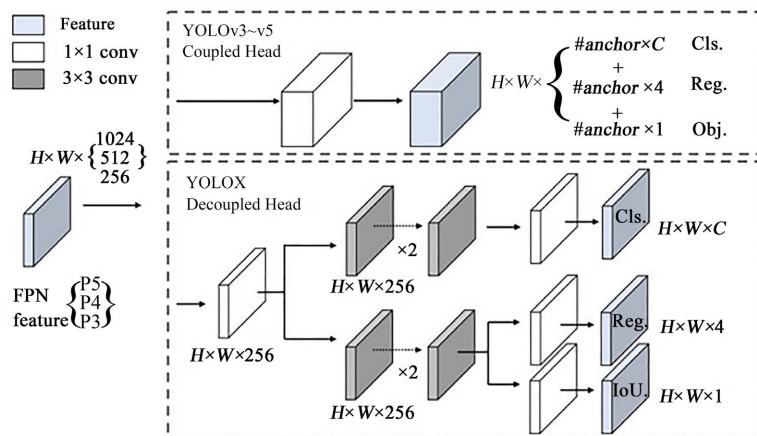 Feature
1×1 conv
3×3 conv
H×W×{1024
512
256}
FPN
feature
{P5
P4
P3}
YOLOv3~v5
Coupled Head
H×W×{
#anchor×C Cls.
+
#anchor×4 Reg.
+
#anchor×1 Obj.
YOLOX
Decoupled Head
H×W×256
×2
H×W×256
Cls.
H×W×C
×2
H×W×256
Reg.
H×W×4
IoU.
H×W×1